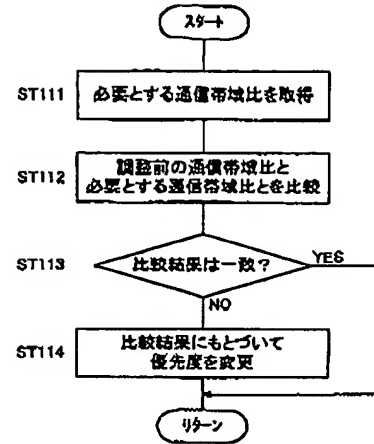 スタート
ST111
必要とする通信帯域比を取得
ST112
調整前の通信帯域比と
必要とする通信帯域比とを比較
ST113
比較結果は一致？
YES
NO
ST114
比較結果にもとづいて
優先度を変更
リターン